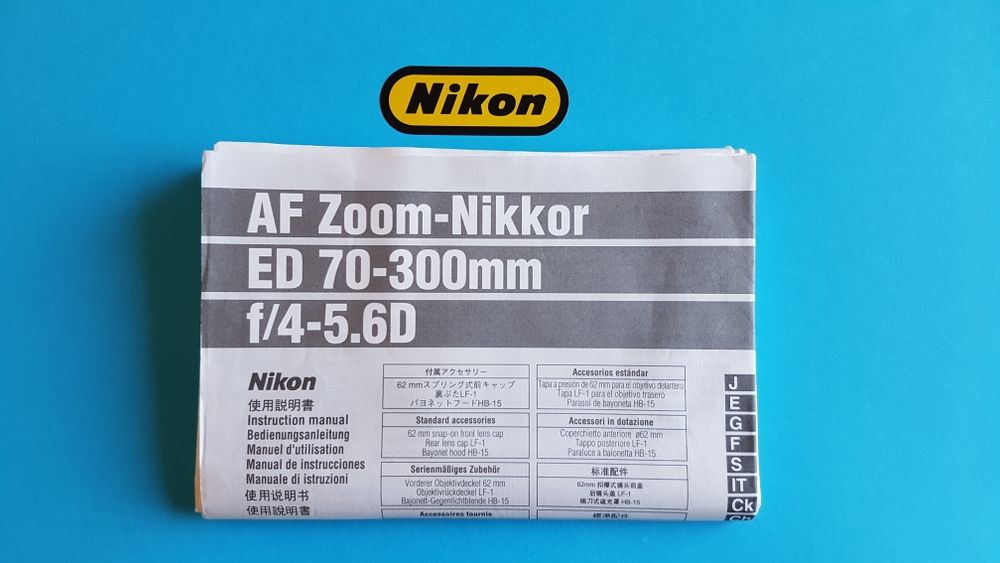 Nikon
AF Zoom-Nikkor
ED 70-300mm
f/4-5.6D
Nikon
使用説明書
Instruction manual
Bedienungsanleitung
Manuel d'utilisation
Manual de instrucciones
Manuale di istruzioni
使用说明书
使用說明書
付属アクセサリー
62 mmスプリング式前キャップ
裏ぶたLF-1
バヨネットフードHB-15
Standard accessories
62 mm snap-on front lens cap
Rear lens cap LF-1
Bayonet hood HB-15
Serienmäßiges Zubehör
Vorderer Objektivdeckel 62 mm
Objektivrückdeckel LF-1
Bajonett-Gegenlichtblende HB-15
Accessoires fournis
Accesorios estándar
Tapa a presión de 62 mm para el objetivo delantero
Tapa LF-1 para el objetivo trasero
Parasol de bayoneta HB-15
Accessori in dotazione
Coperchietto anteriore ø62 mm
Tappo posteriore LF-1
Paraluce a baionetta HB-15
标准配件
62mm 扣押式镜头前盖
后镜头盖 LF-1
插刀式遮光罩 HB-15
標準配件
J
E
G
F
S
IT
Ck
Ch